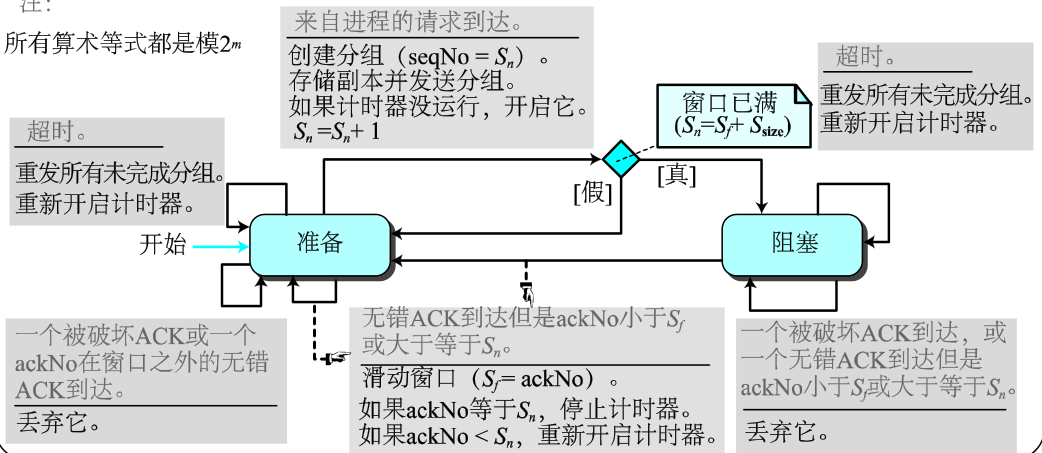 注：
所有算术等式都是模2ᵐ
来自进程的请求到达。
创建分组（seqNo = Sₙ）。
存储副本并发送分组。
如果计时器没运行，开启它。
Sₙ =Sₙ+ 1
窗口已满
(Sₙ=S_f+ S_size)
超时。
重发所有未完成分组。
重新开启计时器。
超时。
重发所有未完成分组。
重新开启计时器。
[假]
[真]
开始
准备
阻塞
一个被破坏ACK或一个
ackNo在窗口之外的无错
ACK到达。
丢弃它。
无错ACK到达但是ackNo小于S_f
或大于等于Sₙ。
滑动窗口（S_f= ackNo）。
如果ackNo等于Sₙ，停止计时器。
如果ackNo < Sₙ，重新开启计时器。
一个被破坏ACK到达，或
一个无错ACK到达但是
ackNo小于S_f或大于等于Sₙ。
丢弃它。